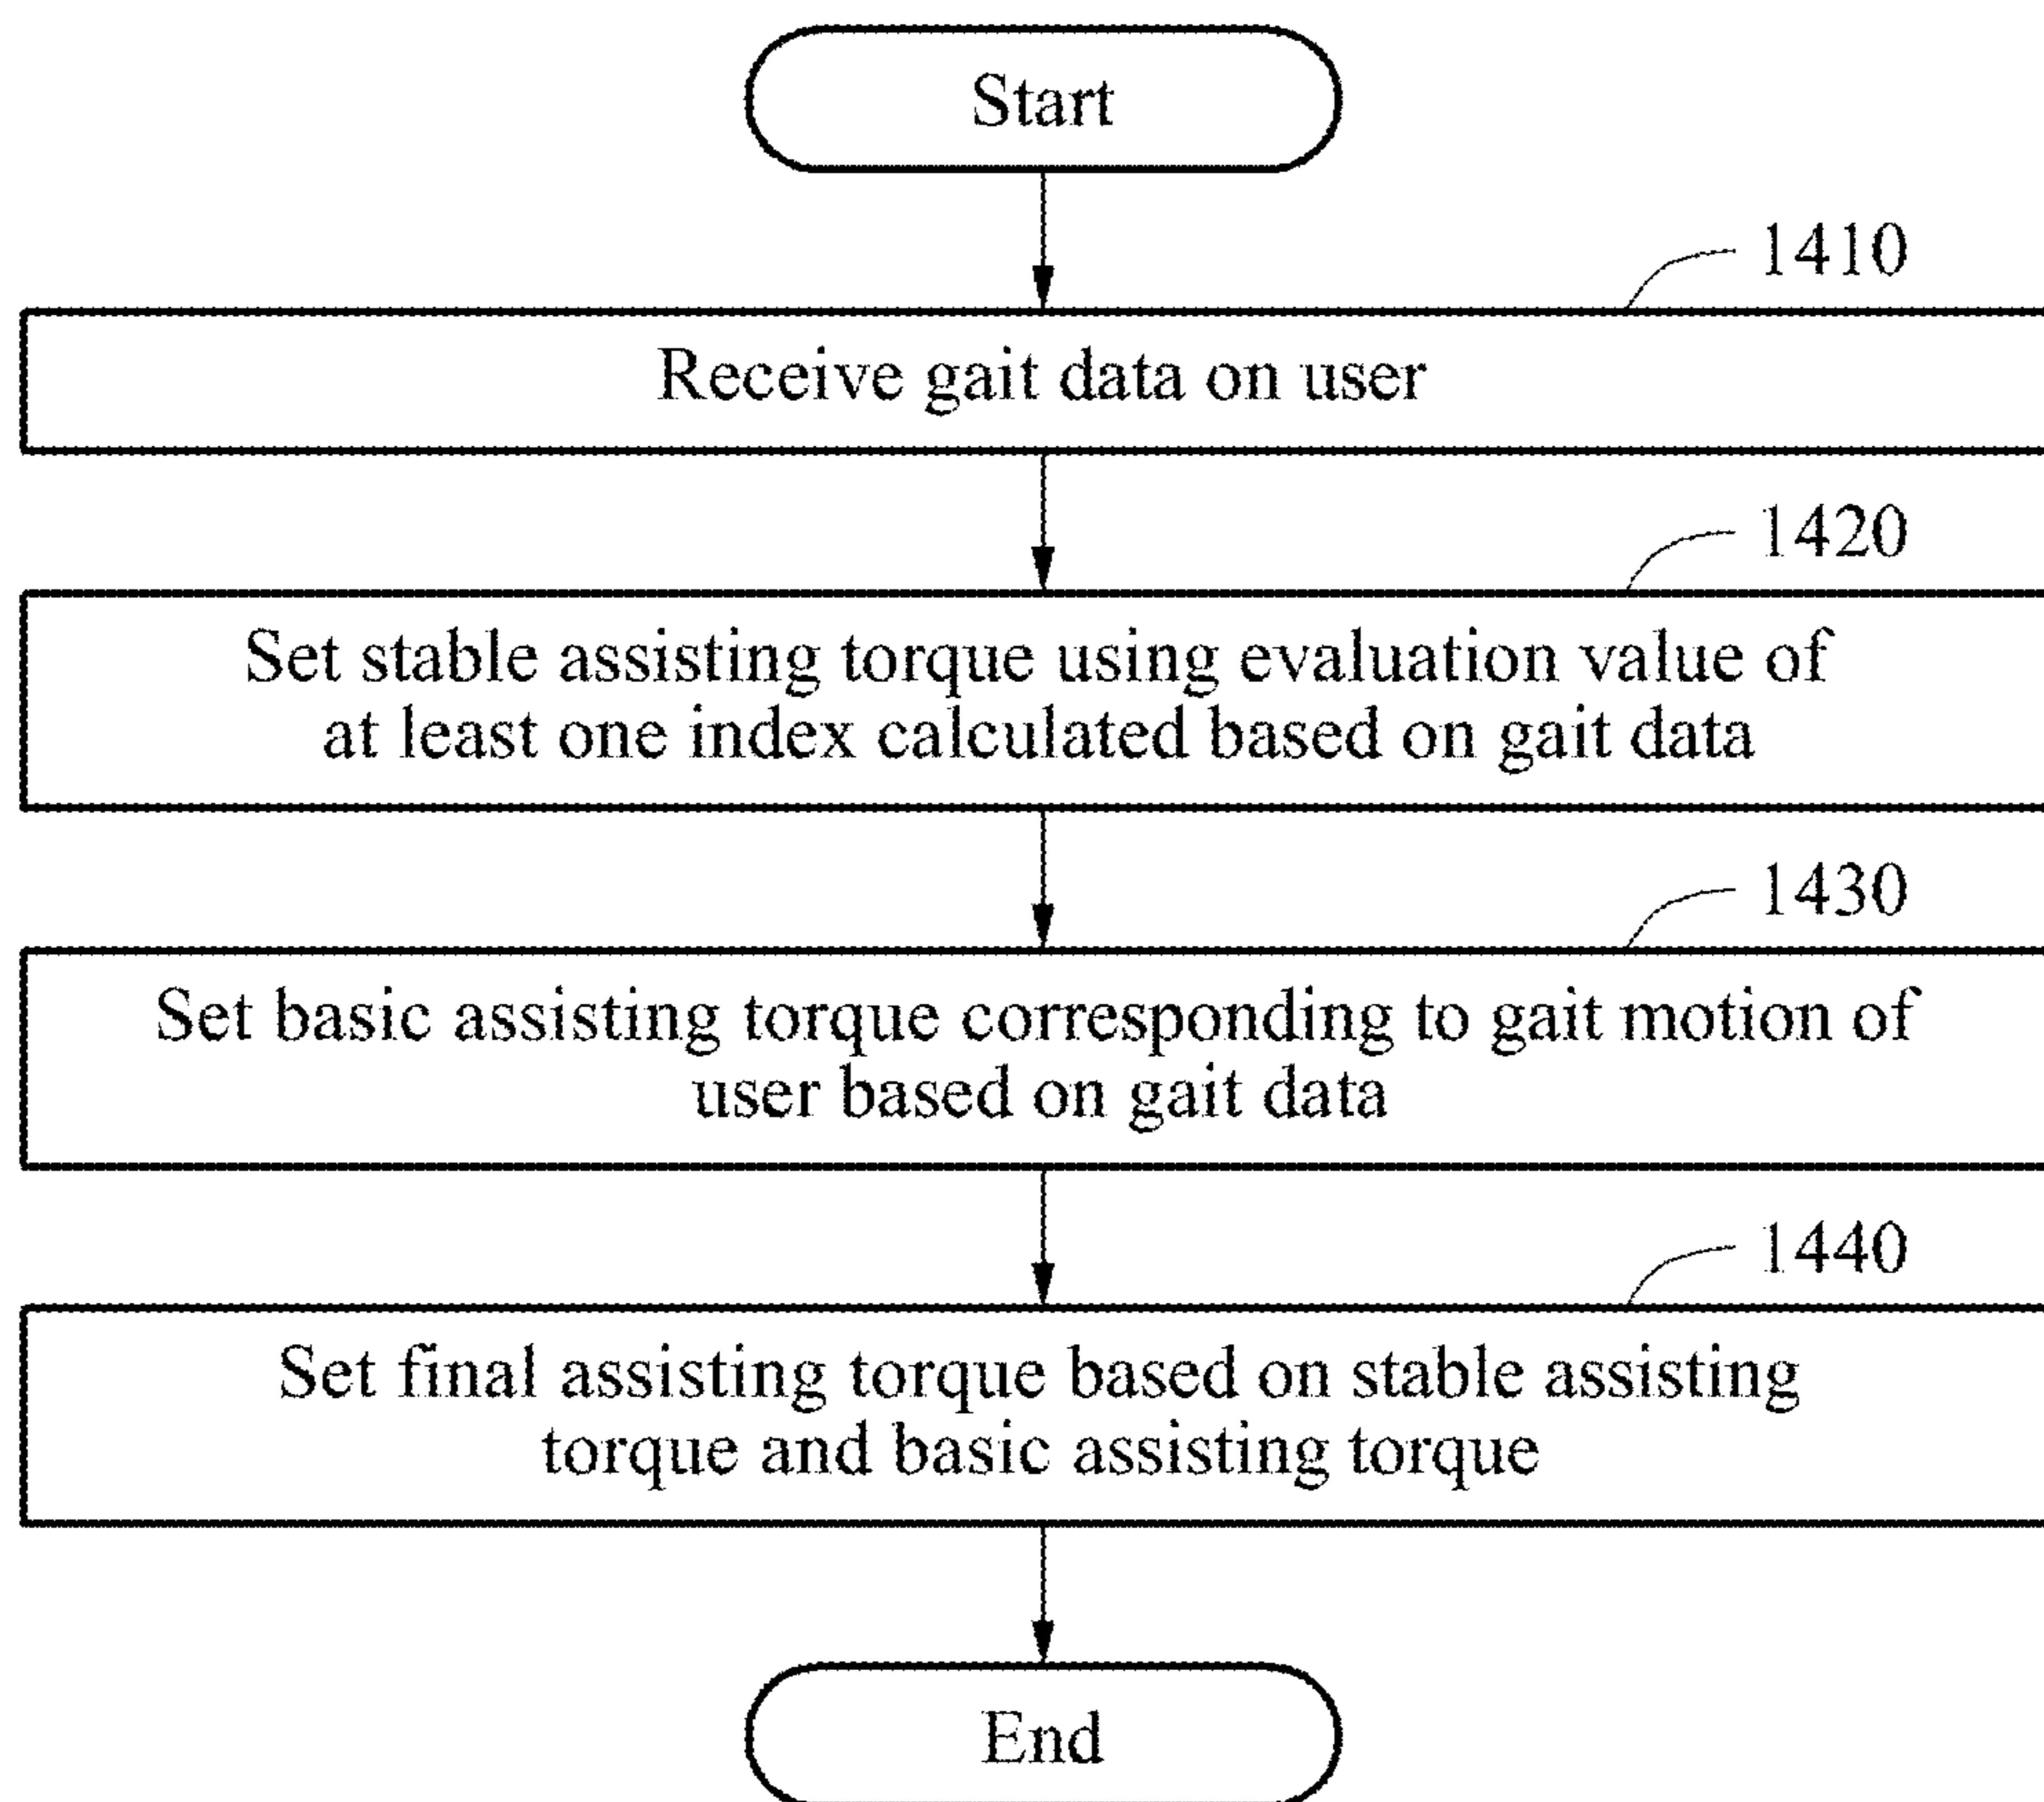 Start
1410
Receive gait data on user
1420
Set stable assisting torque using evaluation value of
at least one index calculated based on gait data
1430
Set basic assisting torque corresponding to gait motion of
user based on gait data
1440
Set final assisting torque based on stable assisting
torque and basic assisting torque
End